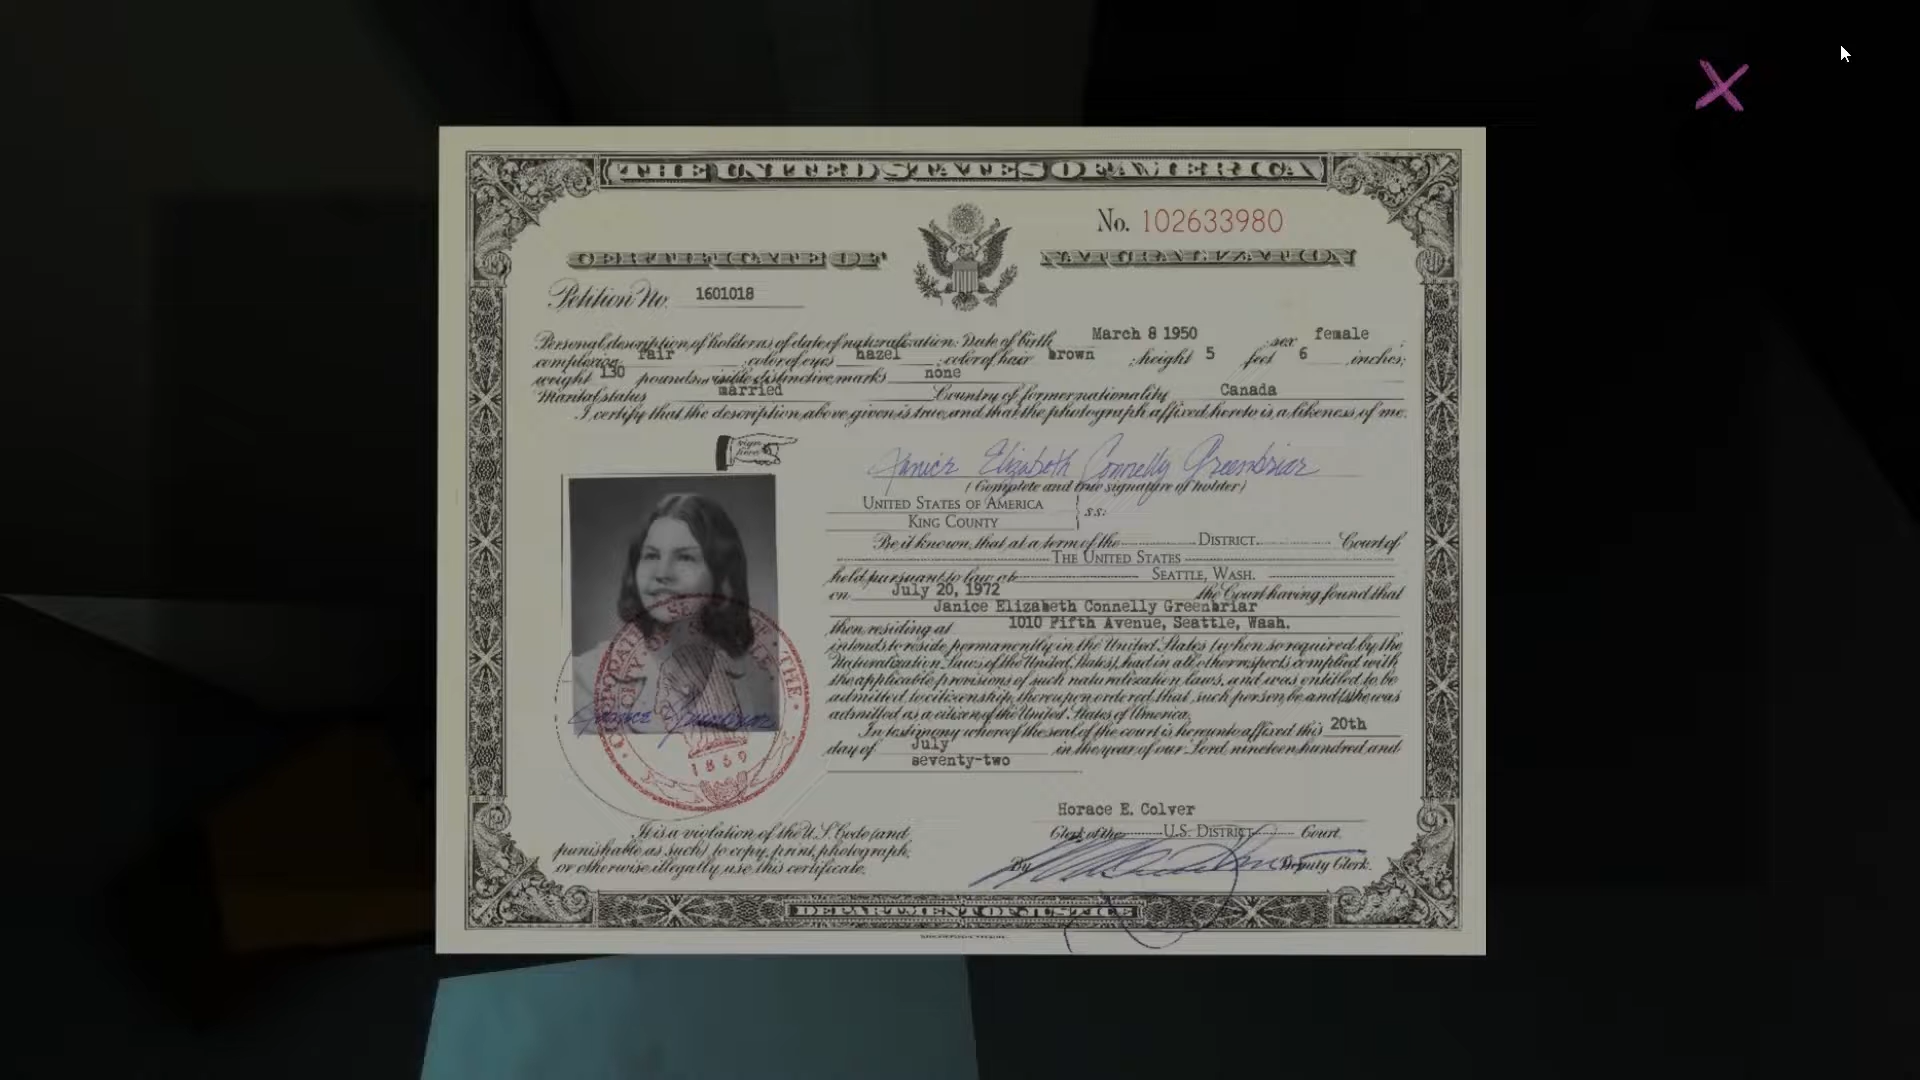 THE UNITED STATES OF AMERICA
No. 102633980
CERTIFICATE OF NATURALIZATION
Petition No. 1601018
Personal description of holder as of date of naturalization: Date of birth March 8 1950 sex female
complexion fair color of eyes hazel color of hair brown height 5 feet 6 inches;
weight 130 pounds visible distinctive marks none
Marital status married Country of former nationality Canada
I certify that the description above given is true, and that the photograph affixed hereto is a likeness of me.
sign here
Janice Elizabeth Connelly Greenbriar
(Complete and true signature of holder)
UNITED STATES OF AMERICA
KING COUNTY
ss:
Be it known, that at a term of the DISTRICT Court of
THE UNITED STATES
held pursuant to law at SEATTLE, WASH.
on July 20, 1972 the Court having found that
Janice Elizabeth Connelly Greenbriar
then residing at 1010 Fifth Avenue, Seattle, Wash.
intends to reside permanently in the United States (when so required by the
Naturalization Laws of the United States), had in all other respects complied with
the applicable provisions of such naturalization laws, and was entitled to be
admitted to citizenship, thereupon ordered that such person be and (s)he was
admitted as a citizen of the United States of America.
In testimony whereof the seal of the court is hereunto affixed this 20th
day of July in the year of our Lord nineteen hundred and
seventy-two
Janice Greenbriar
CORPORATE SEAL OF THE
CITY OF SEATTLE
1869
Horace E. Colver
Clerk of the U.S. DISTRICT Court.
By Deputy Clerk.
It is a violation of the U.S. Code (and
punishable as such) to copy, print, photograph,
or otherwise illegally use this certificate.
DEPARTMENT OF JUSTICE